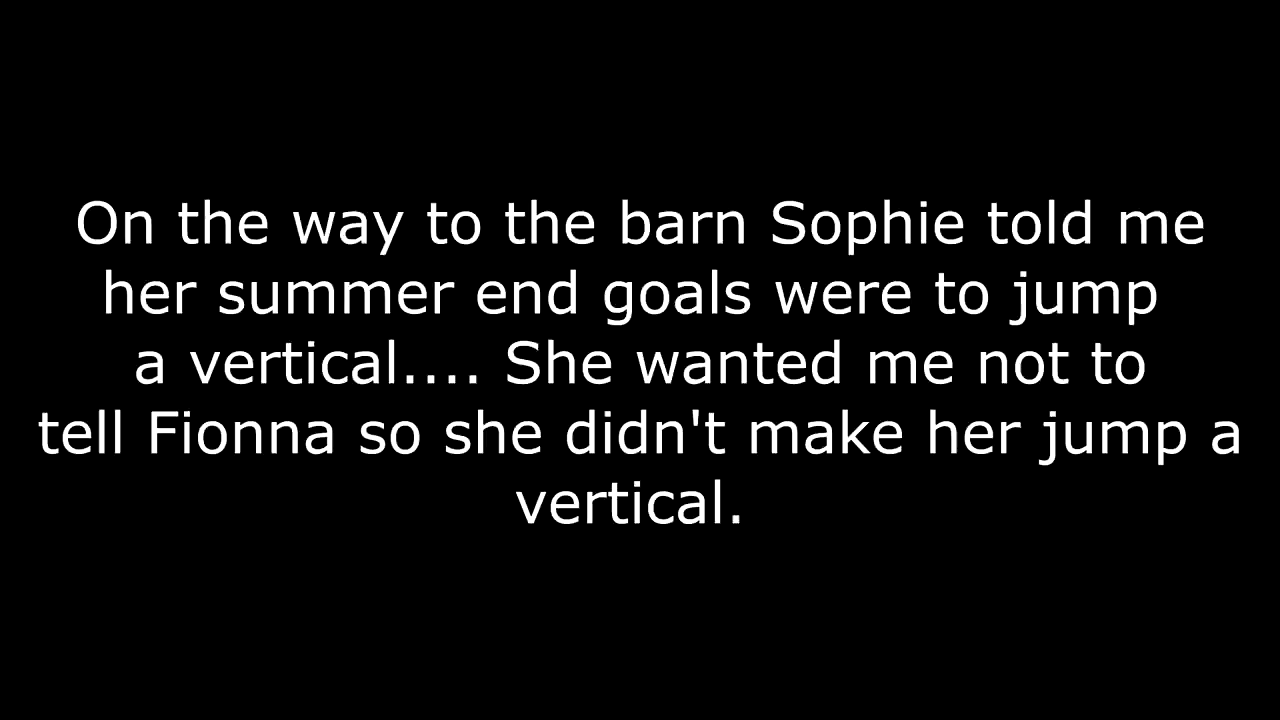 On the way to the barn Sophie told me
her summer end goals were to jump
a vertical.... She wanted me not to
tell Fionna so she didn't make her jump a
vertical.